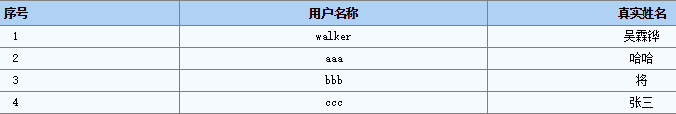 序号 用户名称 真实姓名
1 walker 吴霖铧
2 aaa 哈哈
3 bbb 将
4 ccc 张三